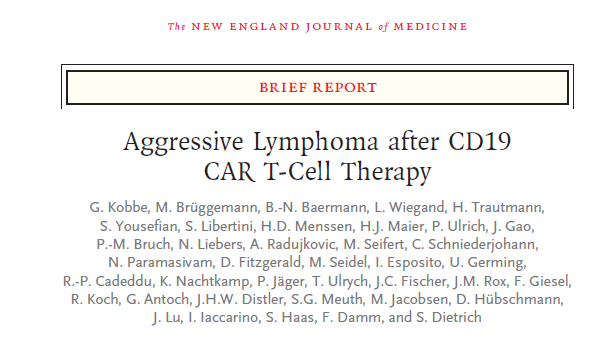 The NEW ENGLAND JOURNAL of MEDICINE
BRIEF REPORT
Aggressive Lymphoma after CD19
CAR T-Cell Therapy
G. Kobbe, M. Brüggemann, B.-N. Baermann, L. Wiegand, H. Trautmann,
S. Yousefian, S. Libertini, H.D. Menssen, H.J. Maier, P. Ulrich, J. Gao,
P.-M. Bruch, N. Liebers, A. Radujkovic, M. Seifert, C. Schniederjohann,
N. Paramasivam, D. Fitzgerald, M. Seidel, I. Esposito, U. Germing,
R.-P. Cadeddu, K. Nachtkamp, P. Jäger, T. Ulrych, J.C. Fischer, J.M. Rox, F. Giesel,
R. Koch, G. Antoch, J.H.W. Distler, S.G. Meuth, M. Jacobsen, D. Hübschmann,
J. Lu, I. Iaccarino, S. Haas, F. Damm, and S. Dietrich